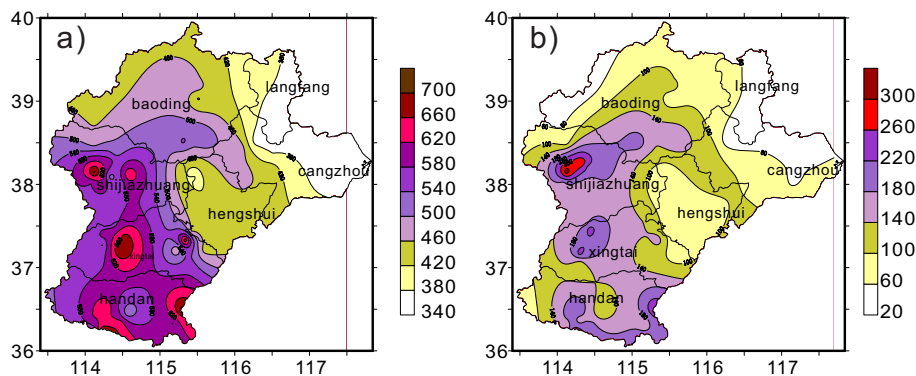 a)
40
39
38
37
36
114
115
116
117
baoding
langfang
cangzhou
shijiazhuang
hengshui
xingtai
handan
700
660
620
580
540
500
460
420
380
340
b)
40
39
38
37
36
114
115
116
117
baoding
langfang
cangzhou
shijiazhuang
hengshui
xingtai
handan
300
260
220
180
140
100
60
20